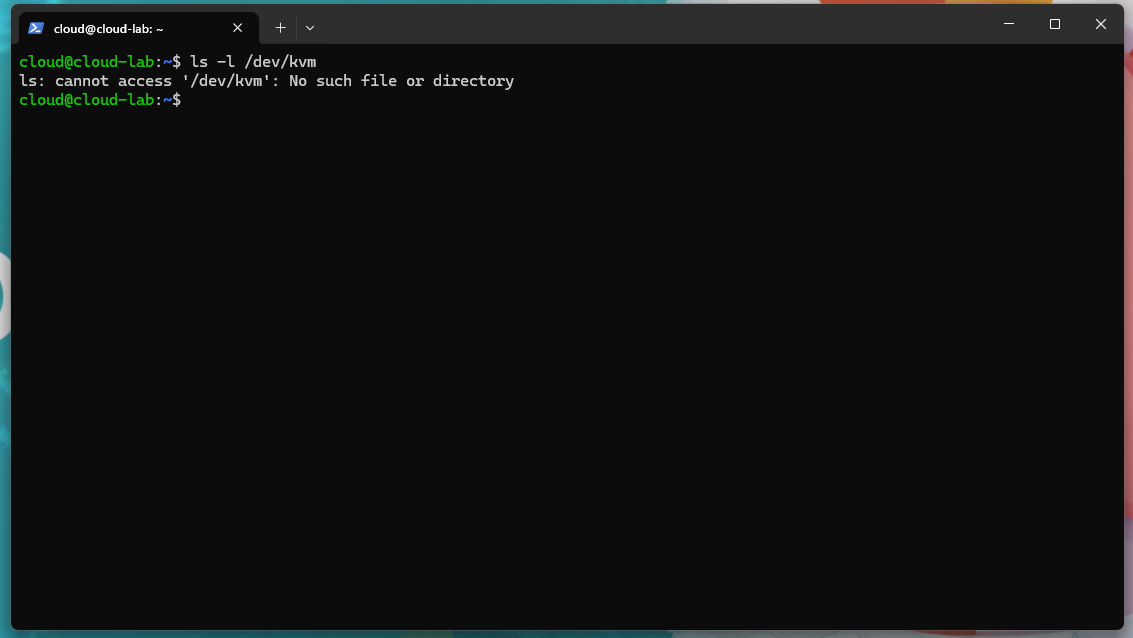 cloud@cloud-lab: ~
cloud@cloud-lab:~$ ls -l /dev/kvm
ls: cannot access '/dev/kvm': No such file or directory
cloud@cloud-lab:~$